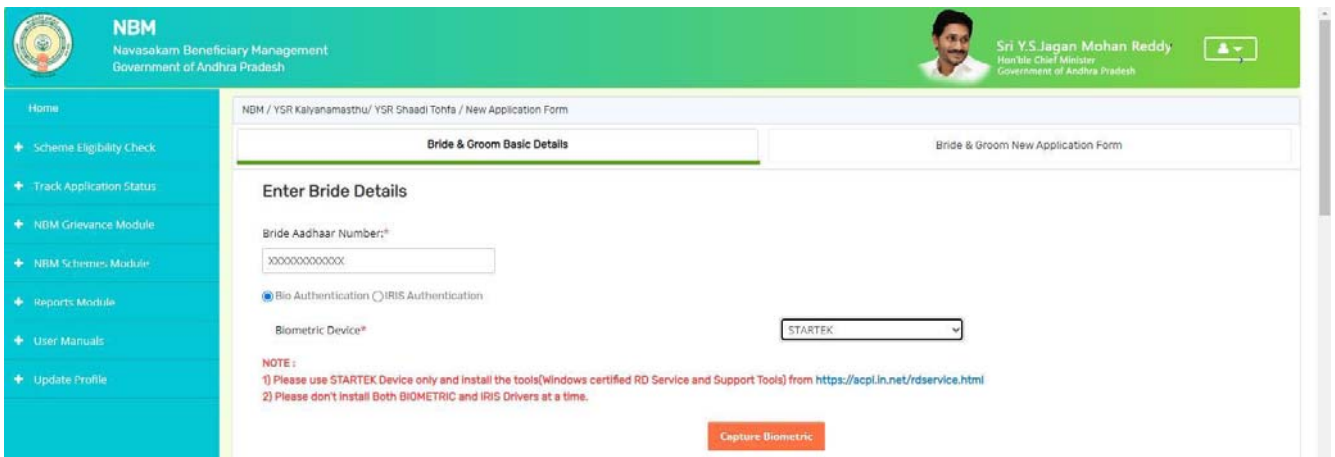 NBM
Navasakam Beneficiary Management
Government of Andhra Pradesh
Sri Y.S.Jagan Mohan Reddy
Hon'ble Chief Minister
Government of Andhra Pradesh
Home
Scheme Eligibility Check
Track Application Status
NBM Grievance Module
NBM Schemes Module
Reports Module
User Manuals
Update Profile
NBM / YSR Kalyanamasthu/ YSR Shaadi Tohfa / New Application Form
Bride & Groom Basic Details
Bride & Groom New Application Form
Enter Bride Details
Bride Aadhaar Number:*
XXXXXXXXXXXX
Bio Authentication IRIS Authentication
Biometric Device*
STARTEK
NOTE :
1) Please use STARTEK Device only and install the tools(Windows certified RD Service and Support Tools) from https://acpl.in.net/rdservice.html
2) Please don't install Both BIOMETRIC and IRIS Drivers at a time.
Capture Biometric